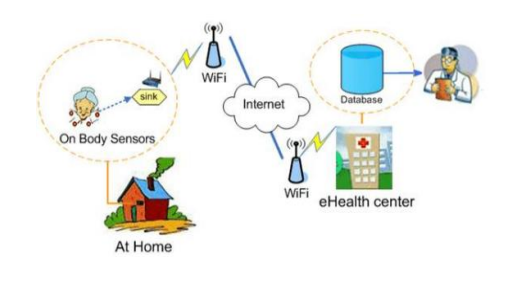 WiFi
sink
On Body Sensors
Internet
Database
WiFi
eHealth center
At Home